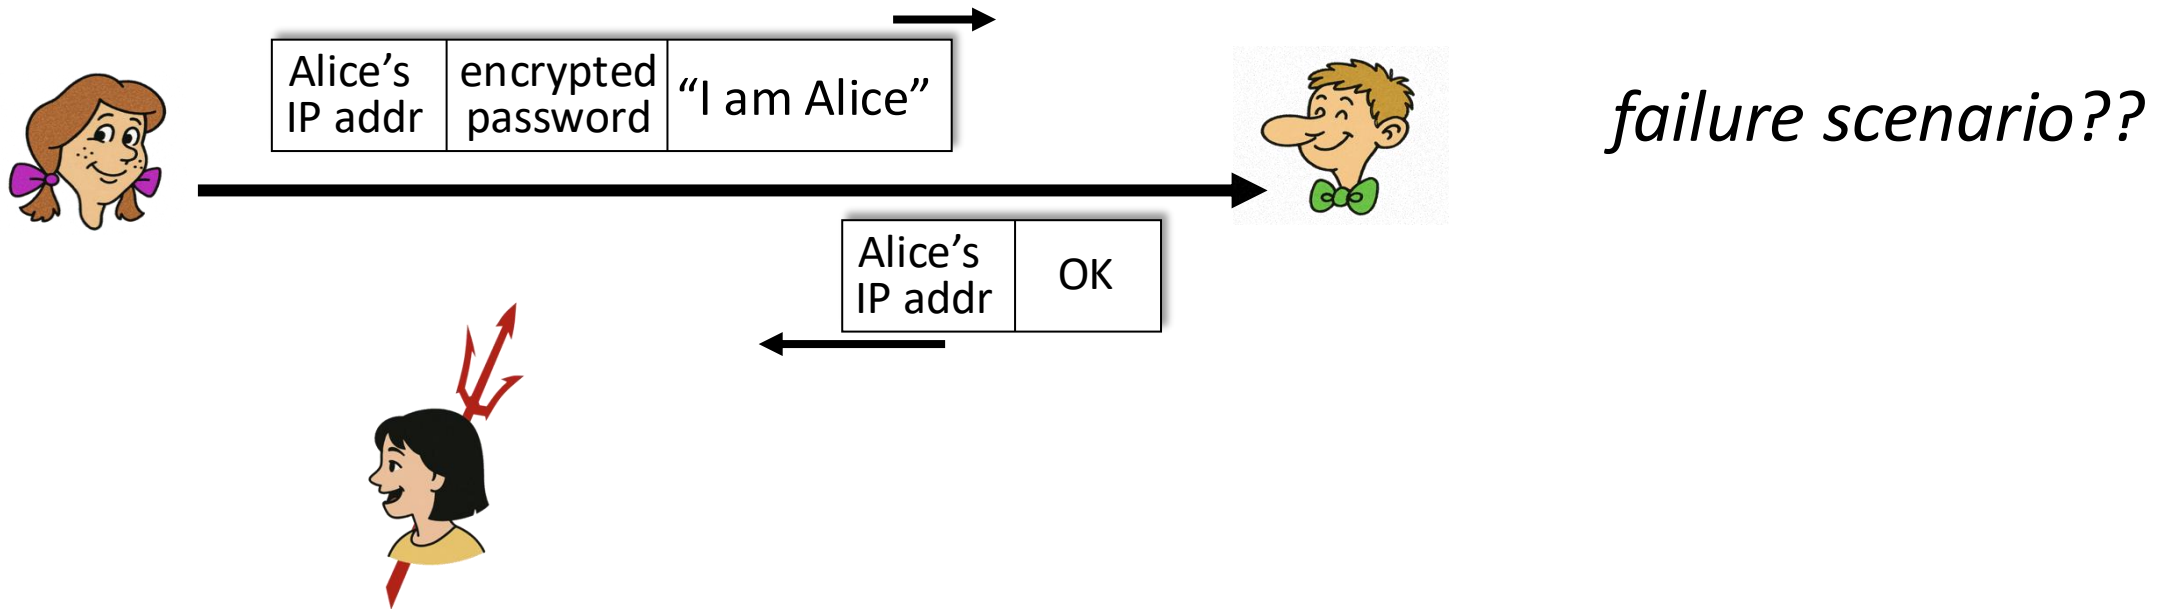 Alice’s
IP addr
encrypted
password
“I am Alice”
failure scenario??
Alice’s
IP addr
OK